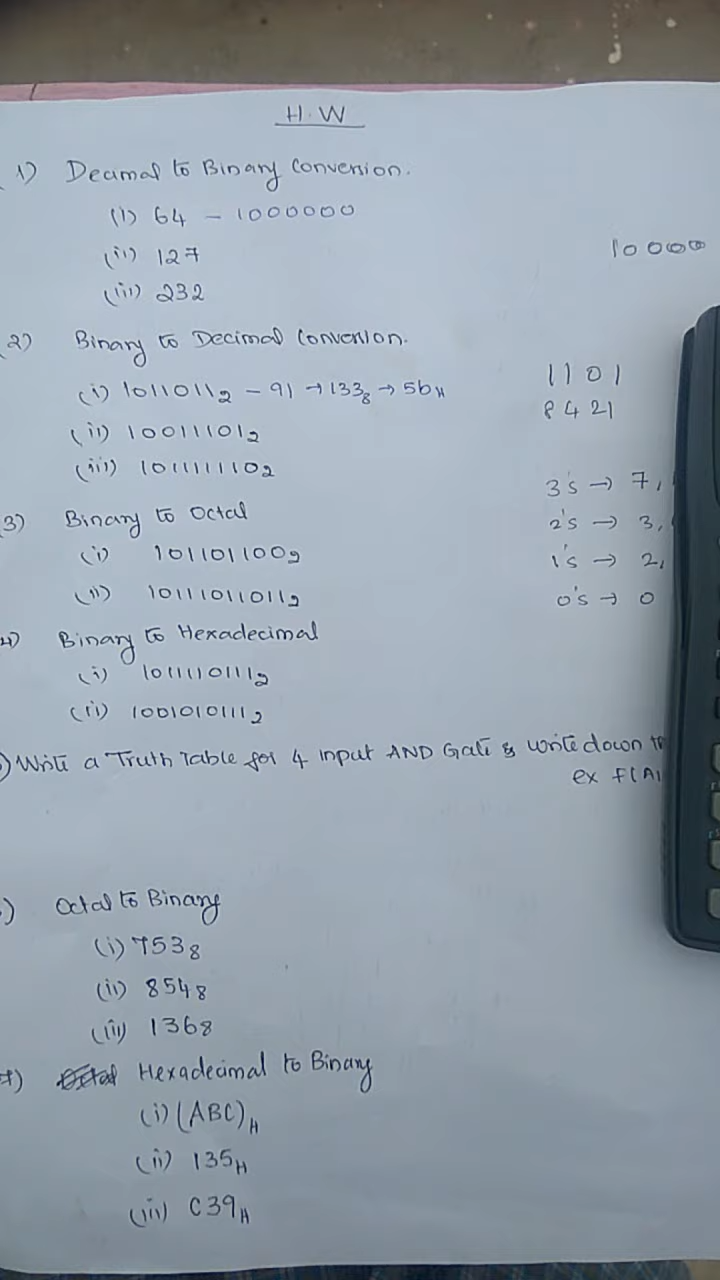 H.W
1) Decimal to Binary Conversion.
(i) 64 - 1000000
(ii) 127
10000
(iii) 232
2) Binary to Decimal Conversion.
(i) 1011011₂ - 91 → 133₈ → 5b H
1101
(ii) 10011101₂
8421
(iii) 101111110₂
3's → 7,
3) Binary to Octal
2's → 3,
(i) 101101100₂
1's → 2,
(ii) 10111011011₂
0's → 0
4) Binary to Hexadecimal
(i) 1011110111₂
(ii) 1001010111₂
) Write a Truth Table for 4 input AND Gate & write down
ex F(A,
) Octal to Binary
(i) 753₈
(ii) 854₈
(iii) 136₈
7) Hexadecimal to Binary
(i) (ABC)H
(ii) 135H
(iii) C39H